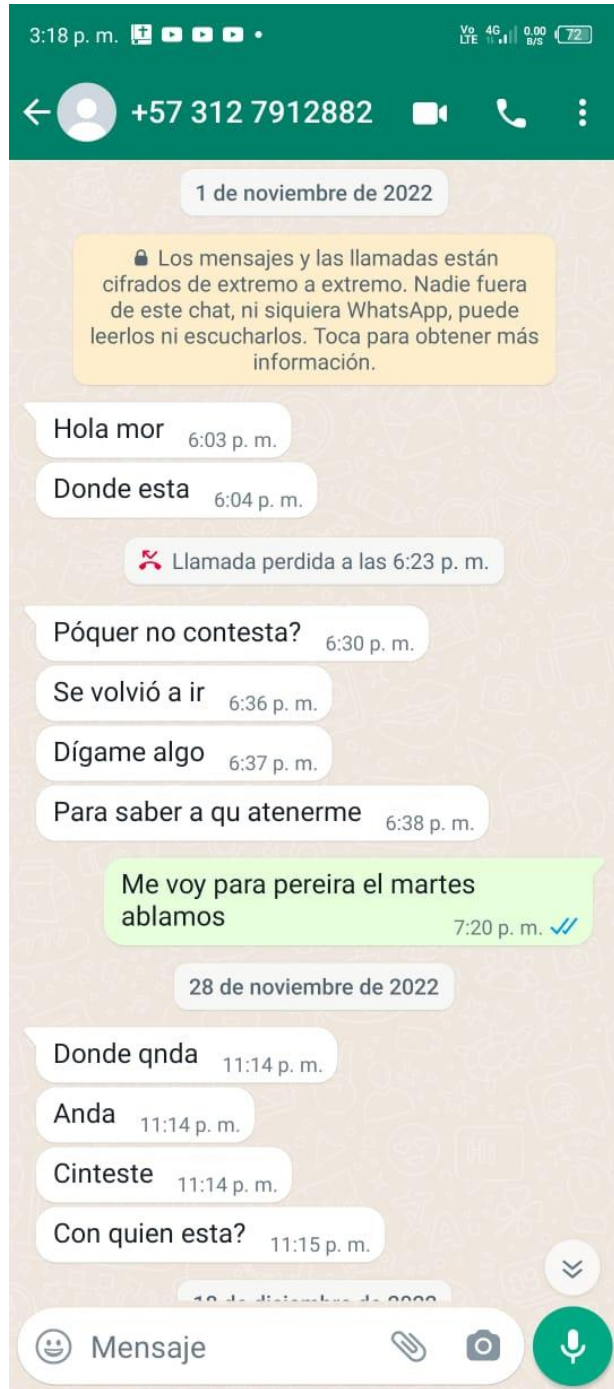 3:18 p. m.
Vo LTE 4G 0.00 B/S 72
+57 312 7912882
1 de noviembre de 2022
Los mensajes y las llamadas están
cifrados de extremo a extremo. Nadie fuera
de este chat, ni siquiera WhatsApp, puede
leerlos ni escucharlos. Toca para obtener más
información.
Hola mor 6:03 p. m.
Donde esta 6:04 p. m.
Llamada perdida a las 6:23 p. m.
Póquer no contesta? 6:30 p. m.
Se volvió a ir 6:36 p. m.
Dígame algo 6:37 p. m.
Para saber a qu atenerme 6:38 p. m.
Me voy para pereira el martes
ablamos 7:20 p. m.
28 de noviembre de 2022
Donde qnda 11:14 p. m.
Anda 11:14 p. m.
Cinteste 11:14 p. m.
Con quien esta? 11:15 p. m.
Mensaje